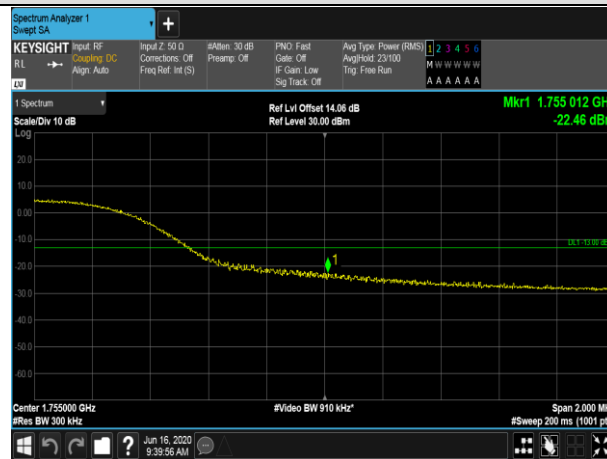 Spectrum Analyzer 1
Swept SA
KEYSIGHT
RL
Input: RF
Coupling: DC
Align: Auto
Input Z: 50 Ω
Corrections: Off
Freq Ref: Int (S)
#Atten: 30 dB
Preamp: Off
PNO: Fast
Gate: Off
IF Gain: Low
Sig Track: Off
Avg Type: Power (RMS)
Avg|Hold: 23/100
Trig: Free Run
1 2 3 4 5 6
M W W W W W
A A A A A A
1 Spectrum
Scale/Div 10 dB
Log
Ref Lvl Offset 14.06 dB
Ref Level 30.00 dBm
Mkr1 1.755 012 GH
-22.46 dB
20.0
10.0
0.00
-10.0
DL1 -13.00 dB
1
-20.0
-30.0
-40.0
-50.0
-60.0
Center 1.755000 GHz
#Res BW 300 kHz
#Video BW 910 kHz*
Span 2.000 M
#Sweep 200 ms (1001 pt
?
Jun 16, 2020
9:39:56 AM